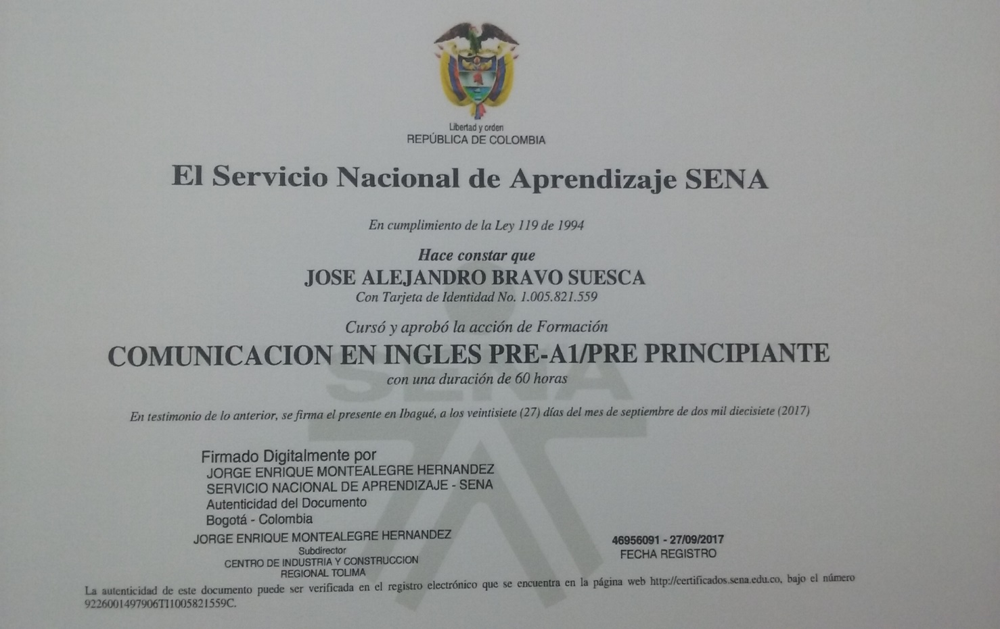 Libertad y orden
REPÚBLICA DE COLOMBIA
El Servicio Nacional de Aprendizaje SENA
En cumplimiento de la Ley 119 de 1994
Hace constar que
JOSE ALEJANDRO BRAVO SUESCA
Con Tarjeta de Identidad No. 1.005.821.559
Cursó y aprobó la acción de Formación
COMUNICACION EN INGLES PRE-A1/PRE PRINCIPIANTE
con una duración de 60 horas
SENA
En testimonio de lo anterior, se firma el presente en Ibagué, a los veintisiete (27) días del mes de septiembre de dos mil diecisiete (2017)
Firmado Digitalmente por
JORGE ENRIQUE MONTEALEGRE HERNANDEZ
SERVICIO NACIONAL DE APRENDIZAJE - SENA
Autenticidad del Documento
Bogotá - Colombia
JORGE ENRIQUE MONTEALEGRE HERNANDEZ
Subdirector
CENTRO DE INDUSTRIA Y CONSTRUCCION
REGIONAL TOLIMA
46956091 - 27/09/2017
FECHA REGISTRO
La autenticidad de este documento puede ser verificada en el registro electrónico que se encuentra en la página web http://certificados.sena.edu.co, bajo el número
9226001497906TI1005821559C.